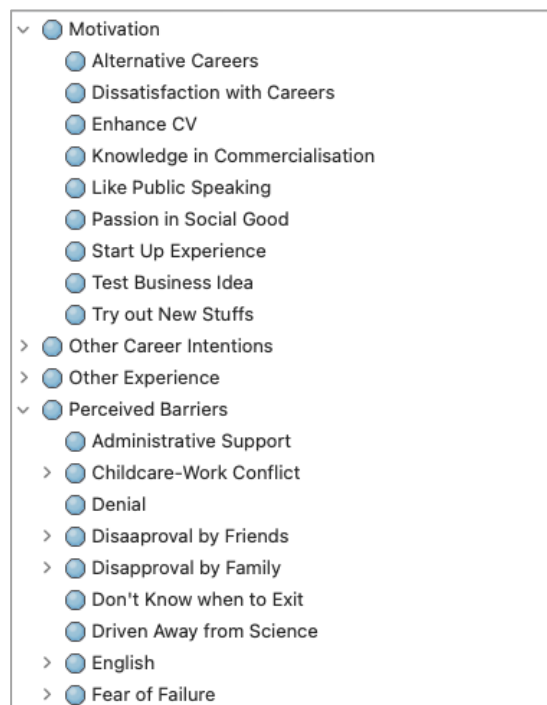 Motivation
Alternative Careers
Dissatisfaction with Careers
Enhance CV
Knowledge in Commercialisation
Like Public Speaking
Passion in Social Good
Start Up Experience
Test Business Idea
Try out New Stuffs
Other Career Intentions
Other Experience
Perceived Barriers
Administrative Support
Childcare-Work Conflict
Denial
Disaaproval by Friends
Disapproval by Family
Don't Know when to Exit
Driven Away from Science
English
Fear of Failure